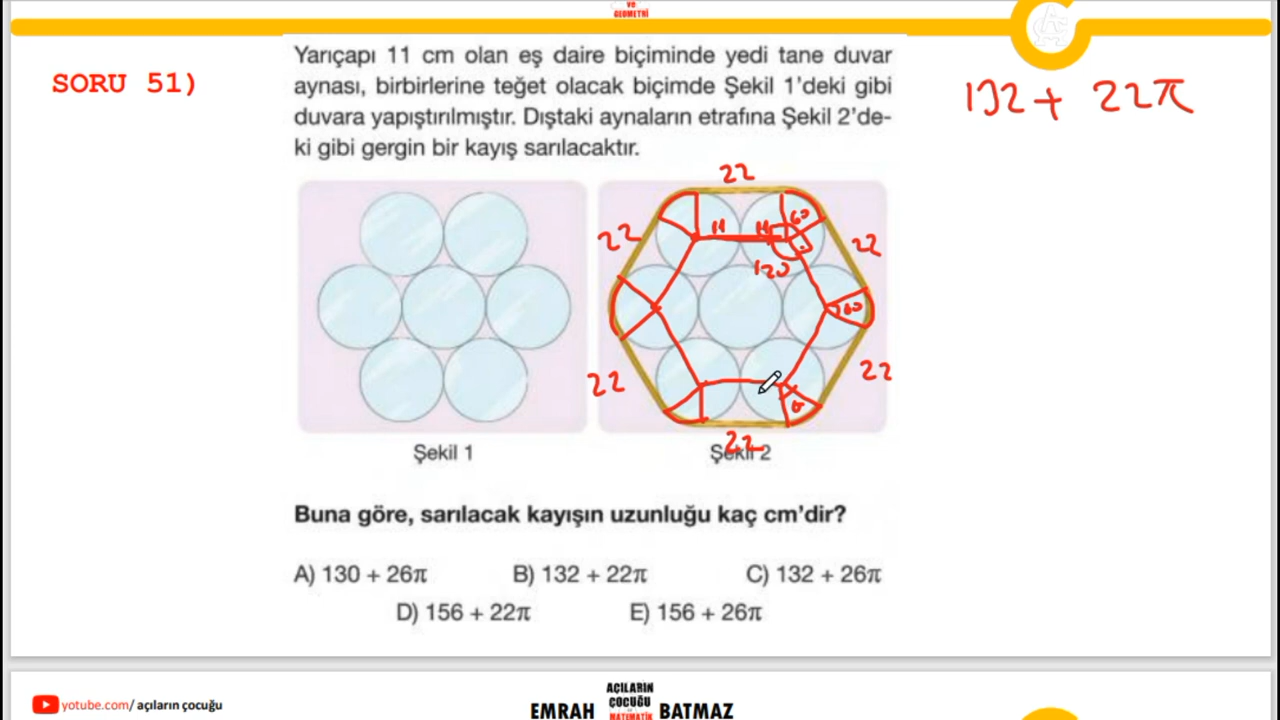 VE
GEOMETRİ
SORU 51)
Yarıçapı 11 cm olan eş daire biçiminde yedi tane duvar
aynası, birbirlerine teğet olacak biçimde Şekil 1'deki gibi
duvara yapıştırılmıştır. Dıştaki aynaların etrafına Şekil 2'de-
ki gibi gergin bir kayış sarılacaktır.
132 + 22π
22
22
11 11 60
22
120
60
22
22
22
Şekil 1
Şekil 2
Buna göre, sarılacak kayışın uzunluğu kaç cm'dir?
A) 130 + 26π
B) 132 + 22π
C) 132 + 26π
D) 156 + 22π
E) 156 + 26π
yotube.com/ açıların çocuğu
EMRAH
AÇILARIN
ÇOCUĞU
MATEMATİK
BATMAZ